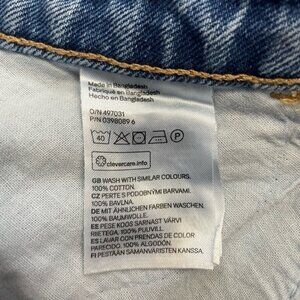 Made in Bangladesh
Fabriqué en Bangladesh
Hecho en Bangladesh
O/N 497031
P/N 0398089 6
40 P
clevercare.info
GB WASH WITH SIMILAR COLOURS.
100% COTTON.
CZ PERTE S PODOBNÝMI BARVAMI.
100% BAVLNA.
DE MIT ÄHNLICHEN FARBEN WASCHEN.
100% BAUMWOLLE.
EE PESE KOOS SARNAST VÄRVI
RIETEGA. 100% PUUVILL.
ES LAVAR CON PRENDAS DE COLOR
PARECIDO. 100% ALGODÓN.
FI PESTÄÄN SAMANVÄRISTEN KANSSA.